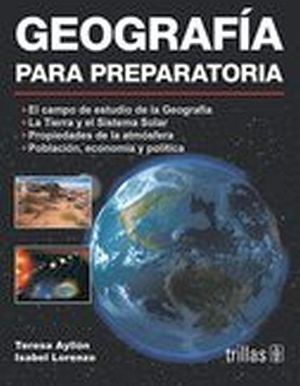 GEOGRAFÍA
PARA PREPARATORIA
• El campo de estudio de la Geografía
• La Tierra y el Sistema Solar
• Propiedades de la atmósfera
• Población, economía y política
Teresa Ayllón
Isabel Lorenzo
trillas